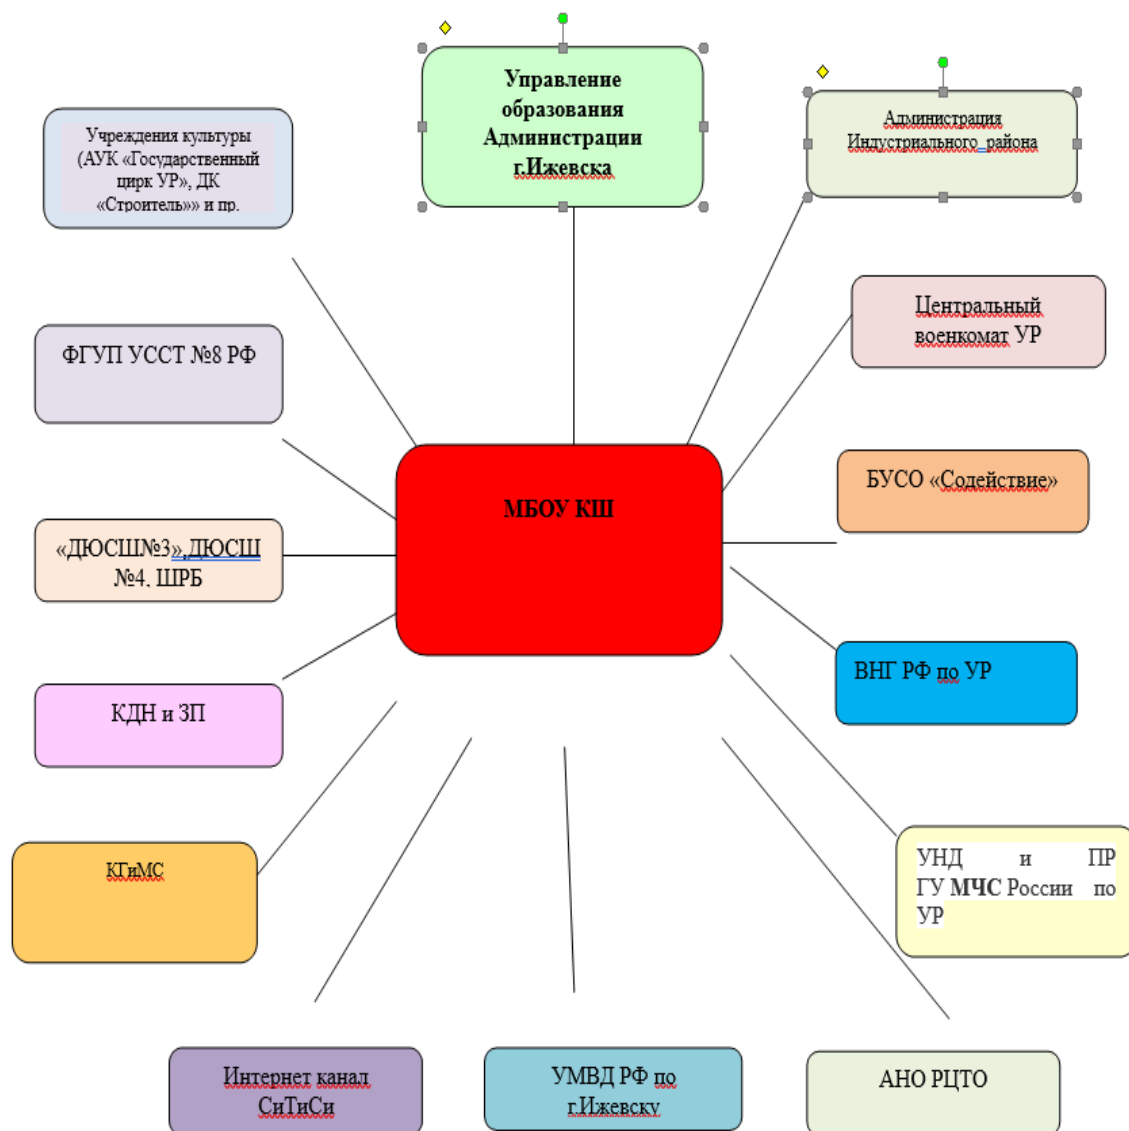 Управление
образования
Администрации
г.Ижевска
Администрация
Индустриального района
Учреждения культуры
(АУК «Государственный
цирк УР», ДК
«Строитель»» и пр.
Центральный
военкомат УР
ФГУП УССТ №8 РФ
БУСО «Содействие»
МБОУ КШ
«ДЮСШ№3»,ДЮСШ
№4, ШРБ
ВНГ РФ по УР
КДН и ЗП
УНД и ПР
ГУ МЧС России по
УР
КГиМС
Интернет канал
СиТиСи
УМВД РФ по
г.Ижевску
АНО РЦТО